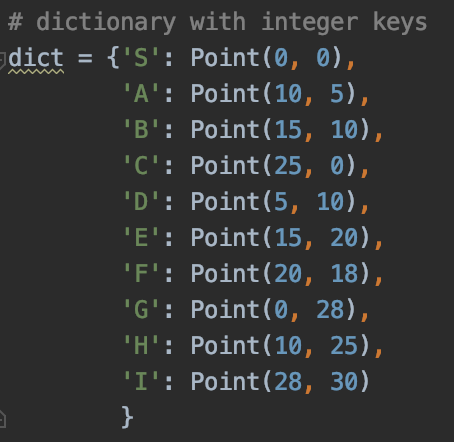 # dictionary with integer keys
dict = {'S': Point(0, 0),
        'A': Point(10, 5),
        'B': Point(15, 10),
        'C': Point(25, 0),
        'D': Point(5, 10),
        'E': Point(15, 20),
        'F': Point(20, 18),
        'G': Point(0, 28),
        'H': Point(10, 25),
        'I': Point(28, 30)
        }